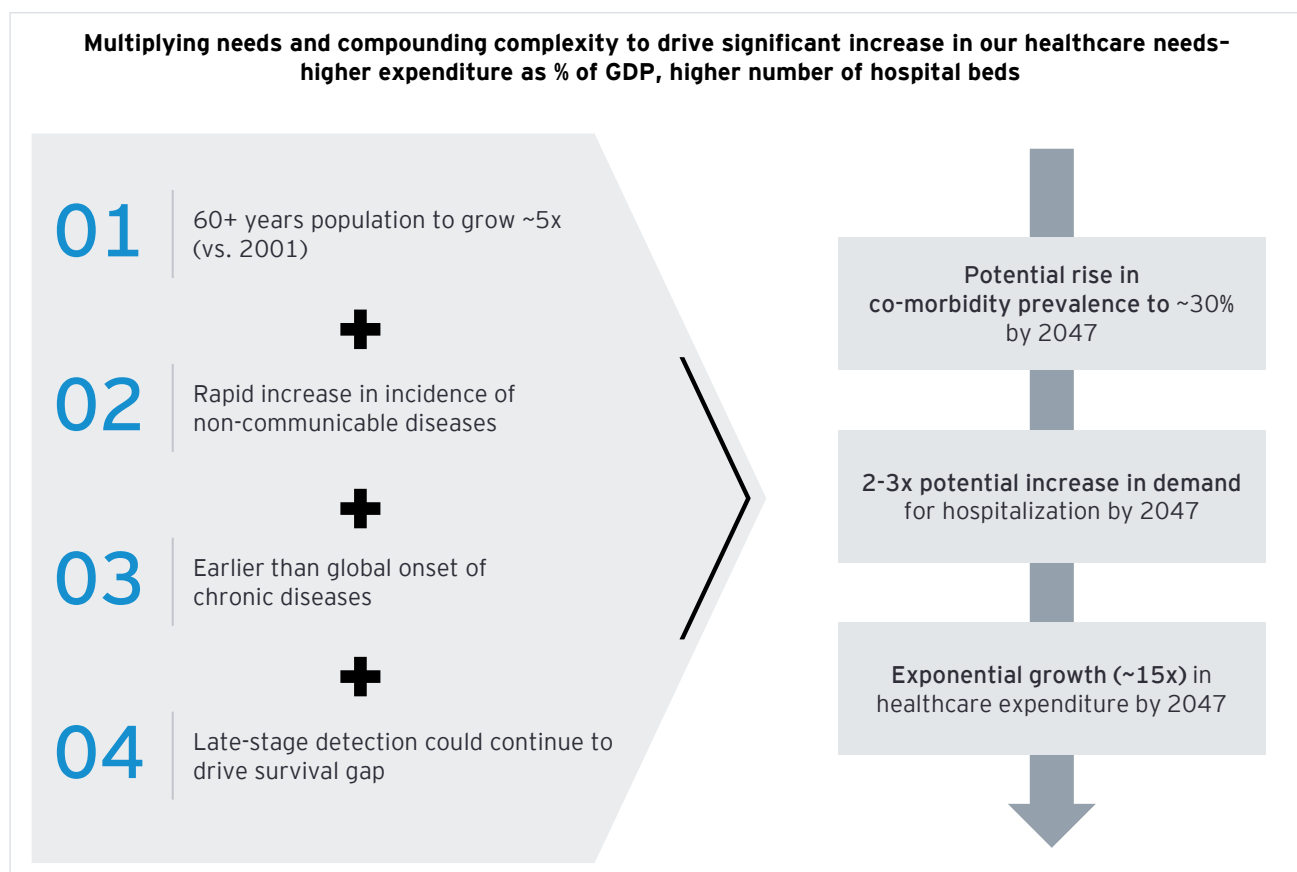 Multiplying needs and compounding complexity to drive significant increase in our healthcare needs–
higher expenditure as % of GDP, higher number of hospital beds
01
60+ years population to grow ~5x
(vs. 2001)
02
Rapid increase in incidence of
non-communicable diseases
03
Earlier than global onset of
chronic diseases
04
Late-stage detection could continue to
drive survival gap
Potential rise in
co-morbidity prevalence to ~30%
by 2047
2-3x potential increase in demand
for hospitalization by 2047
Exponential growth (~15x) in
healthcare expenditure by 2047